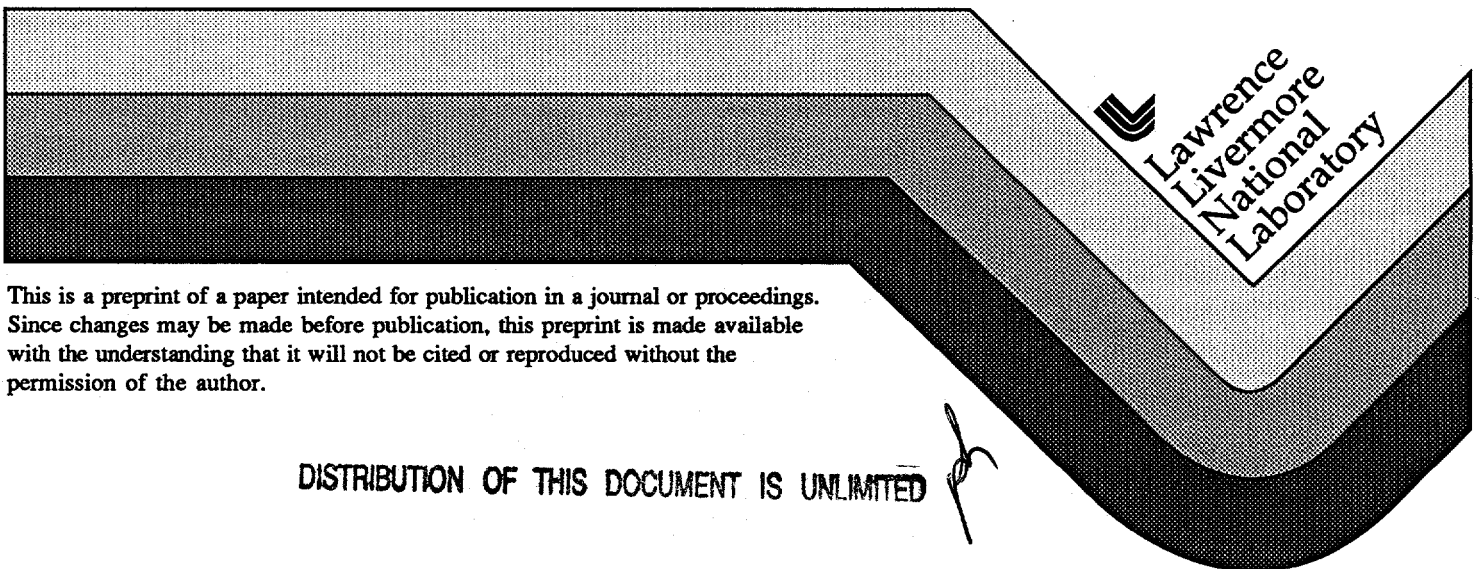 Lawrence
Livermore
National
Laboratory
This is a preprint of a paper intended for publication in a journal or proceedings.
Since changes may be made before publication, this preprint is made available
with the understanding that it will not be cited or reproduced without the
permission of the author.
DISTRIBUTION OF THIS DOCUMENT IS UNLIMITED